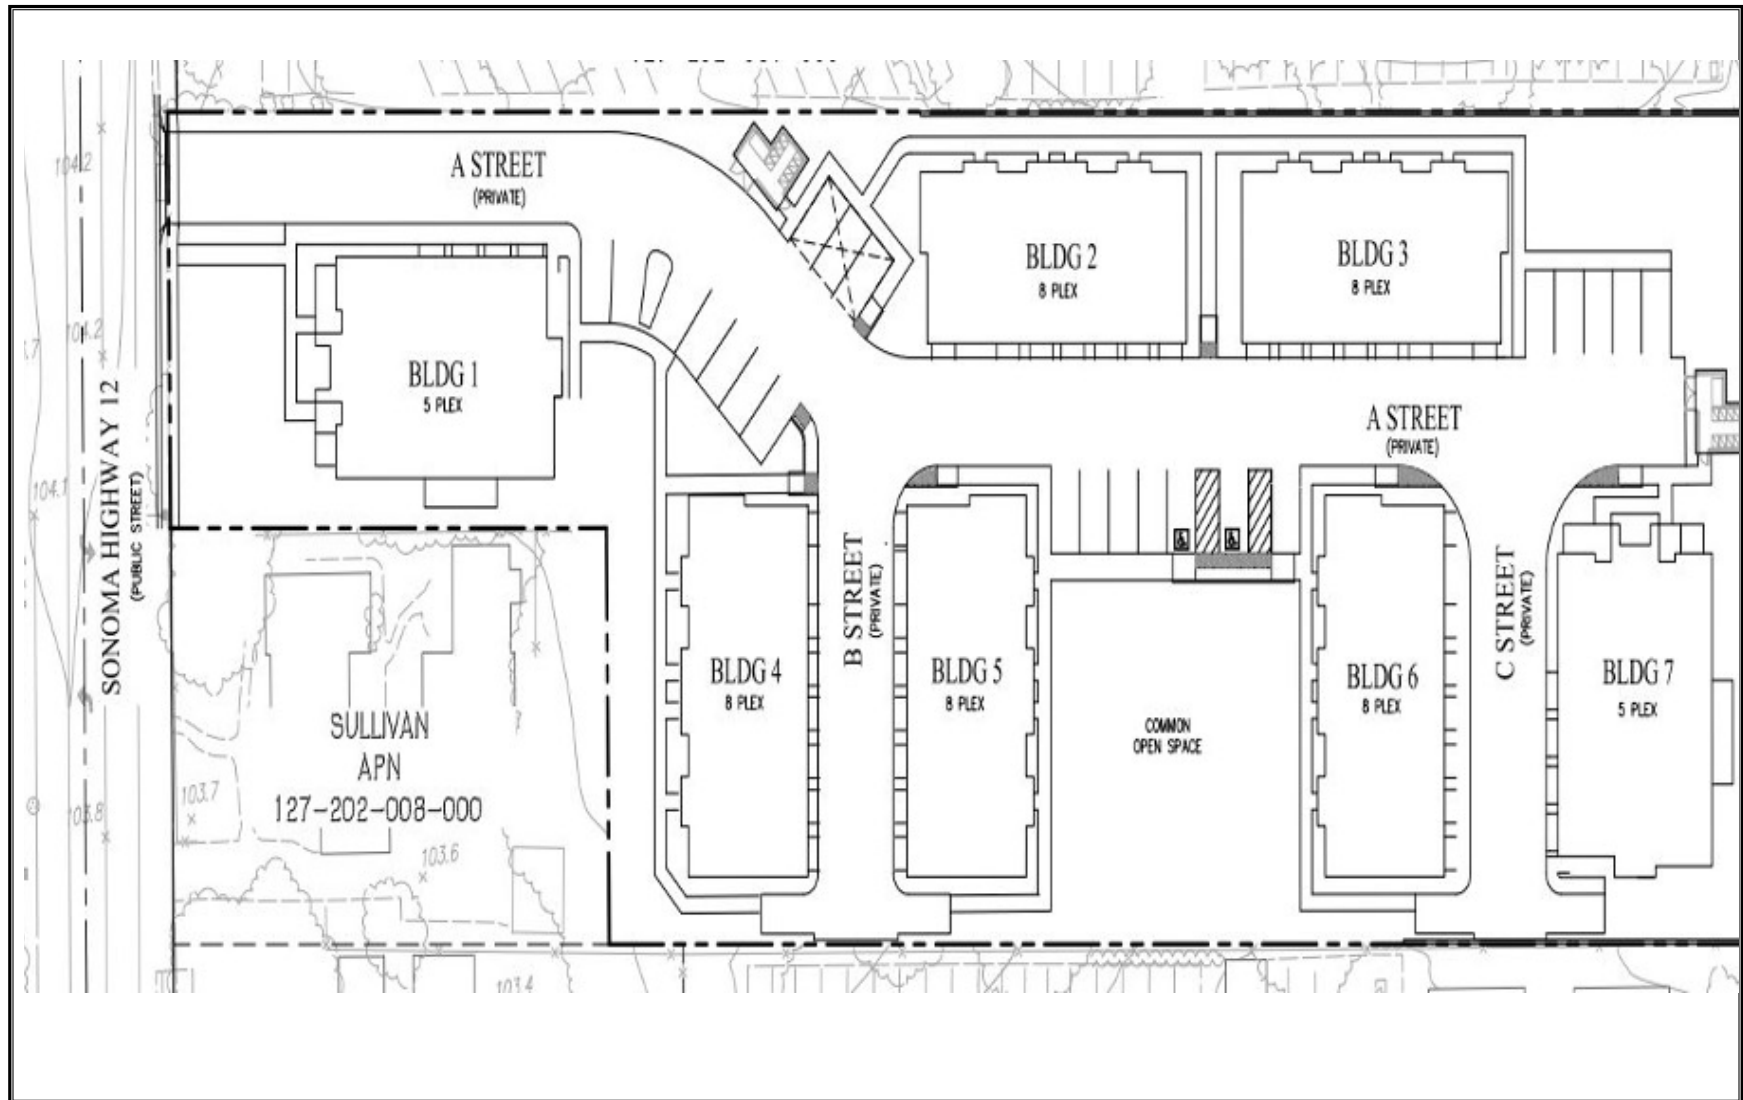 A STREET
(PRIVATE)
104.2
BLDG 2
8 PLEX
BLDG 3
8 PLEX
104.2
BLDG 1
5 PLEX
A STREET
(PRIVATE)
SONOMA HIGHWAY 12
(PUBLIC STREET)
104.1
B STREET
(PRIVATE)
C STREET
(PRIVATE)
BLDG 4
8 PLEX
BLDG 5
8 PLEX
BLDG 6
8 PLEX
BLDG 7
5 PLEX
COMMON
OPEN SPACE
SULLIVAN
APN
127-202-008-000
103.7
103.8
103.6